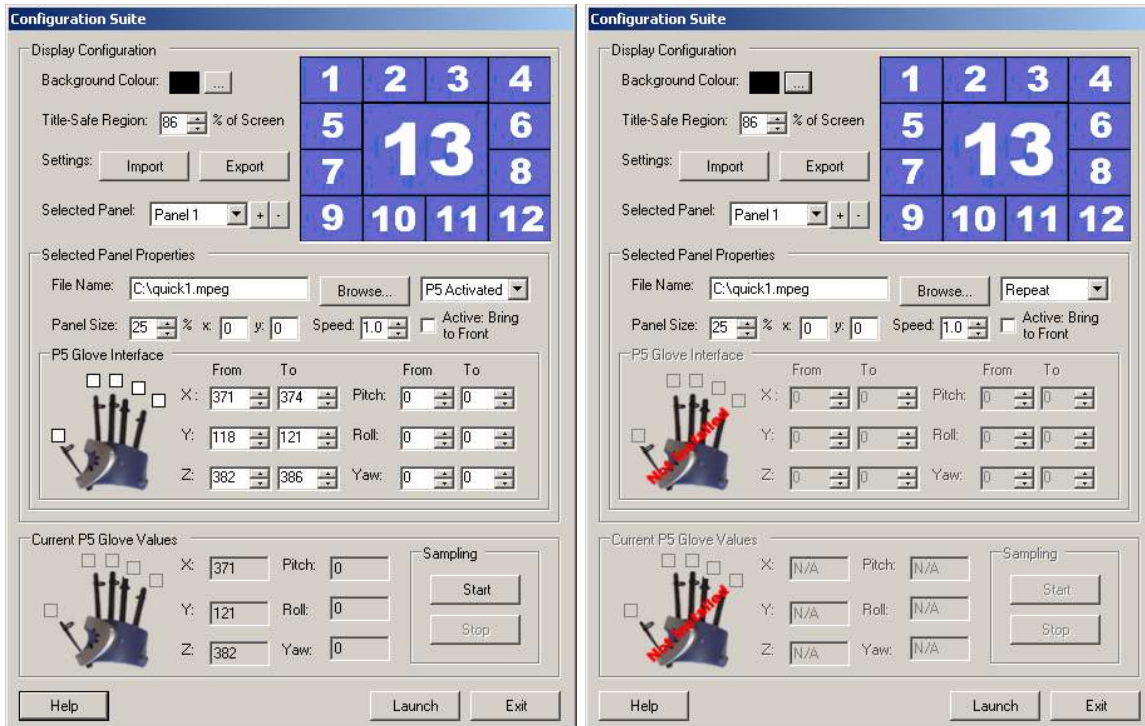 Configuration Suite
Display Configuration
Background Colour: ...
Title-Safe Region: 86 % of Screen
Settings: Import Export
Selected Panel: Panel 1 + -
1 2 3 4
5 13 6
7 8
9 10 11 12
Selected Panel Properties
File Name: C:\quick1.mpeg Browse... P5 Activated
Panel Size: 25 % x: 0 y: 0 Speed: 1.0 Active: Bring
to Front
P5 Glove Interface
From To From To
X: 371 374 Pitch: 0 0
Y: 118 121 Roll: 0 0
Z: 382 386 Yaw: 0 0
Current P5 Glove Values
Sampling
X: 371 Pitch: 0 Start
Y: 121 Roll: 0 Stop
Z: 382 Yaw: 0
Help Launch Exit
Configuration Suite
Display Configuration
Background Colour: ...
Title-Safe Region: 86 % of Screen
Settings: Import Export
Selected Panel: Panel 1 + -
1 2 3 4
5 13 6
7 8
9 10 11 12
Selected Panel Properties
File Name: C:\quick1.mpeg Browse... Repeat
Panel Size: 25 % x: 0 y: 0 Speed: 1.0 Active: Bring
to Front
P5 Glove Interface
From To From To
X: 0 0 Pitch: 0 0
Y: 0 0 Roll: 0 0
Z: 0 0 Yaw: 0 0
Not Installed
Current P5 Glove Values
Sampling
X: N/A Pitch: N/A Start
Y: N/A Roll: N/A Stop
Z: N/A Yaw: N/A
Not Installed
Help Launch Exit